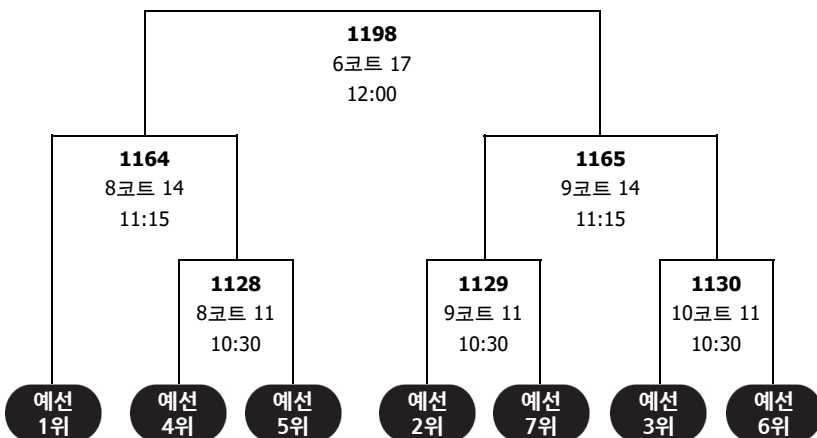 1198
6코트 17
12:00
1164
8코트 14
11:15
1165
9코트 14
11:15
1128
8코트 11
10:30
1129
9코트 11
10:30
1130
10코트 11
10:30
예선
1위
예선
4위
예선
5위
예선
2위
예선
7위
예선
3위
예선
6위